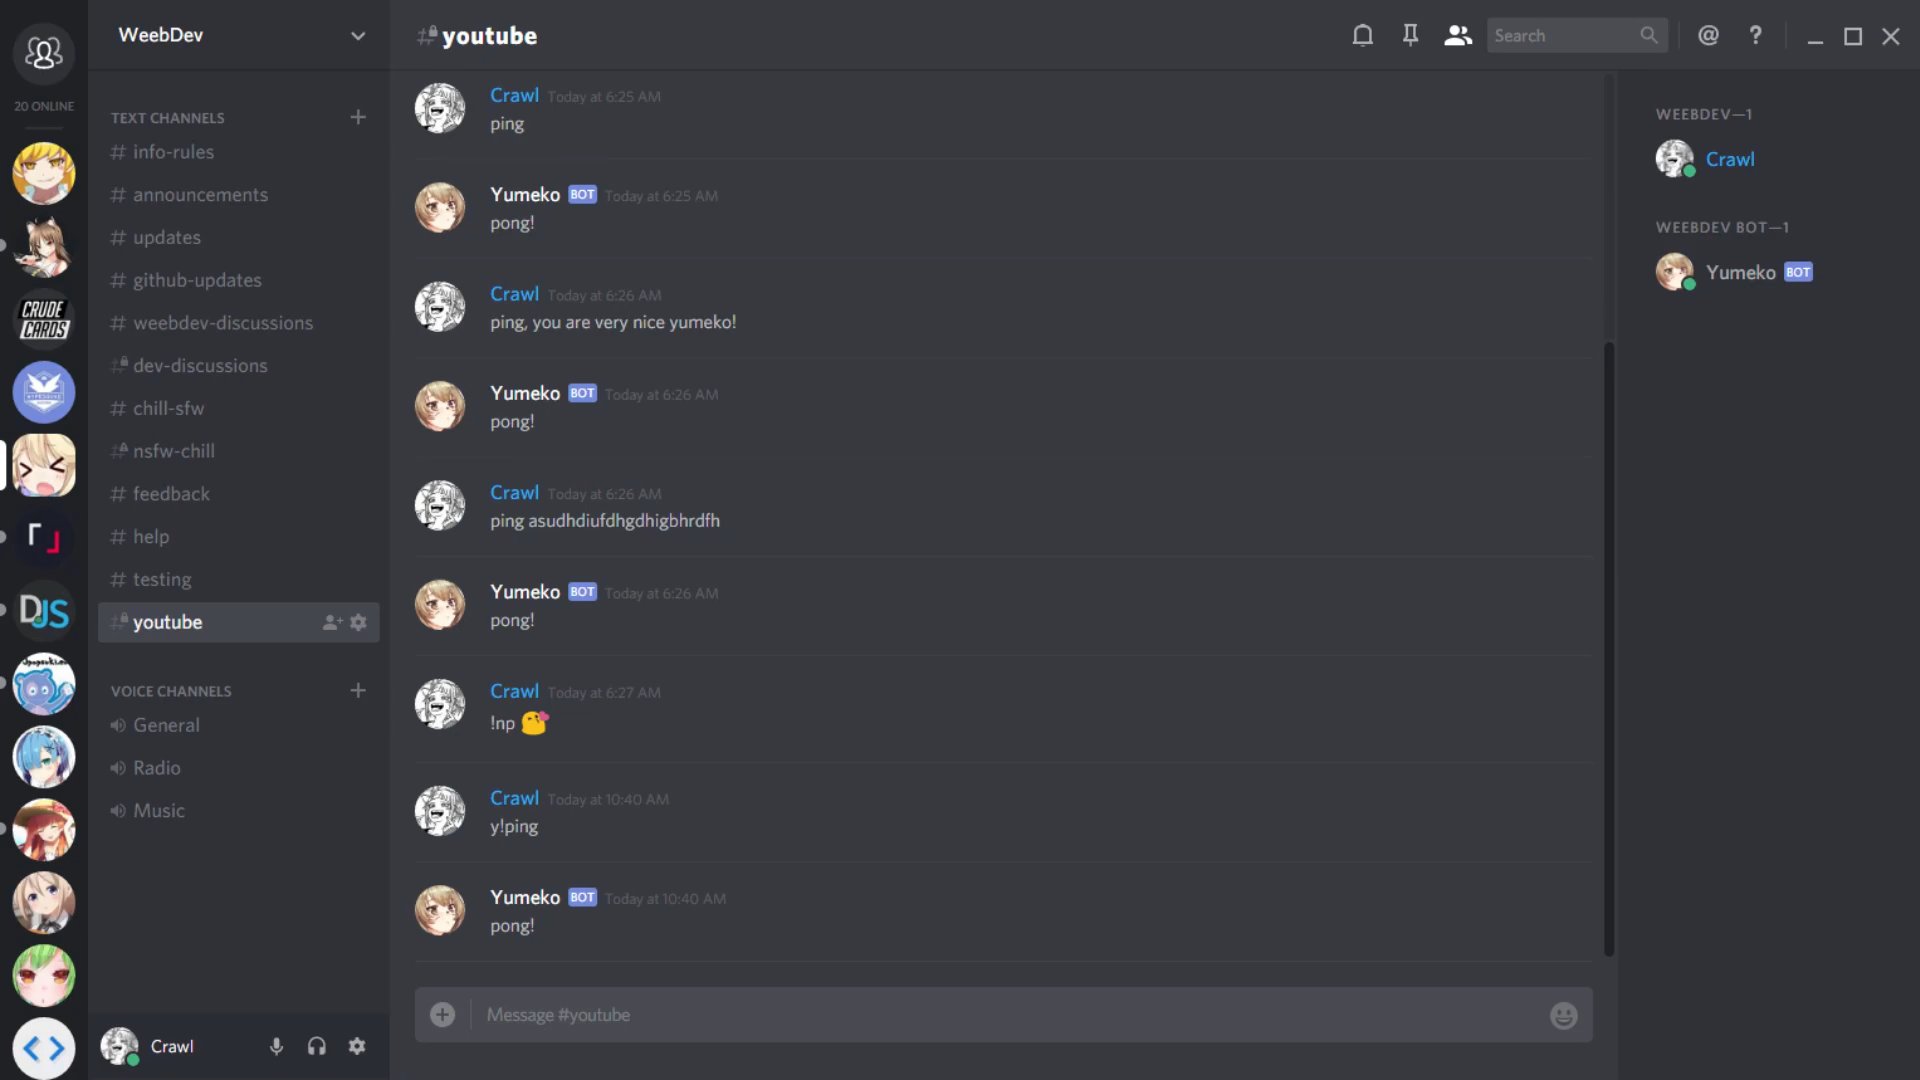 20 ONLINE
CRUDE
CARDS
DJS
WeebDev
TEXT CHANNELS
# info-rules
# announcements
# updates
# github-updates
# weebdev-discussions
# dev-discussions
# chill-sfw
# nsfw-chill
# feedback
# help
# testing
# youtube
VOICE CHANNELS
General
Radio
Music
Crawl
# youtube
Search
@ ?
Crawl Today at 6:25 AM
ping
Yumeko BOT Today at 6:25 AM
pong!
Crawl Today at 6:26 AM
ping, you are very nice yumeko!
Yumeko BOT Today at 6:26 AM
pong!
Crawl Today at 6:26 AM
ping asudhdiufdhgdhigbhrdfh
Yumeko BOT Today at 6:26 AM
pong!
Crawl Today at 6:27 AM
!np
Crawl Today at 10:40 AM
y!ping
Yumeko BOT Today at 10:40 AM
pong!
Message #youtube
WEEBDEV—1
Crawl
WEEBDEV BOT—1
Yumeko BOT